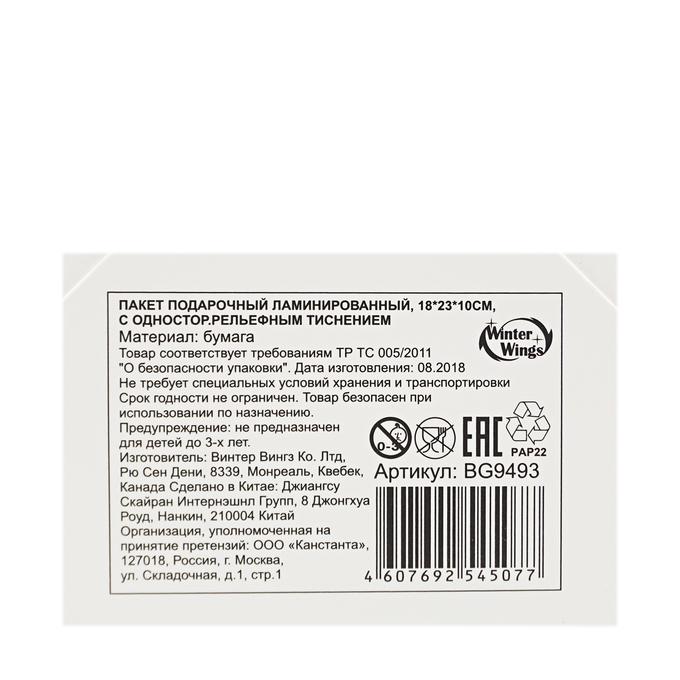 ПАКЕТ ПОДАРОЧНЫЙ ЛАМИНИРОВАННЫЙ, 18*23*10СМ,
С ОДНОСТОР.РЕЛЬЕФНЫМ ТИСНЕНИЕМ
Материал: бумага
Товар соответствует требованиям ТР ТС 005/2011
"О безопасности упаковки". Дата изготовления: 08.2018
Не требует специальных условий хранения и транспортировки
Срок годности не ограничен. Товар безопасен при
использовании по назначению.
Предупреждение: не предназначен
для детей до 3-х лет.
Изготовитель: Винтер Вингз Ко. Лтд,
Рю Сен Дени, 8339, Монреаль, Квебек,
Канада Сделано в Китае: Джиангсу
Скайран Интернэшнл Групп, 8 Джонгхуа
Роуд, Нанкин, 210004 Китай
Организация, уполномоченная на
принятие претензий: ООО «Канстанта»,
127018, Россия, г. Москва,
ул. Складочная, д.1, стр.1
Winter
Wings
0-3
EAC
PAP22
Артикул: BG9493
4 607692 545077